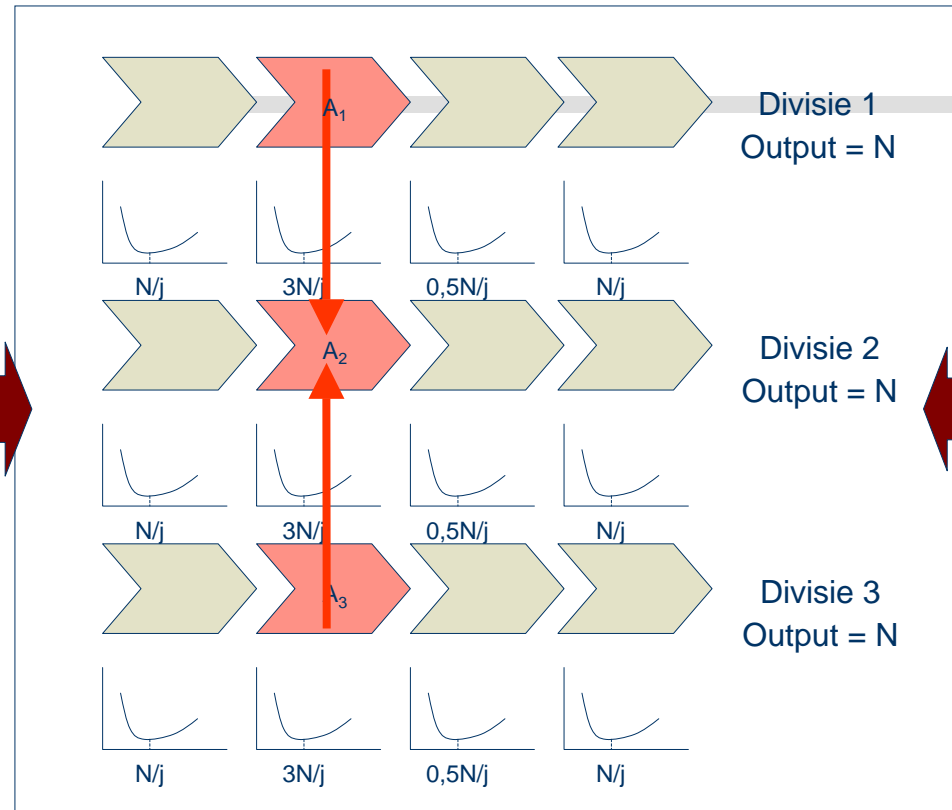 A₁
Divisie 1
Output = N
N/j
3N/j
0,5N/j
N/j
A₂
Divisie 2
Output = N
N/j
3N/j
0,5N/j
N/j
A₃
Divisie 3
Output = N
N/j
3N/j
0,5N/j
N/j